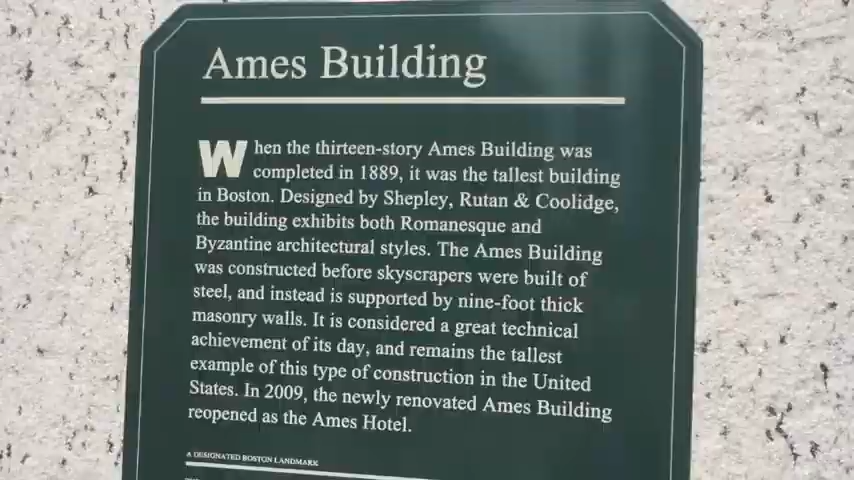 Ames Building
When the thirteen-story Ames Building was
completed in 1889, it was the tallest building
in Boston. Designed by Shepley, Rutan & Coolidge,
the building exhibits both Romanesque and
Byzantine architectural styles. The Ames Building
was constructed before skyscrapers were built of
steel, and instead is supported by nine-foot thick
masonry walls. It is considered a great technical
achievement of its day, and remains the tallest
example of this type of construction in the United
States. In 2009, the newly renovated Ames Building
reopened as the Ames Hotel.
A DESIGNATED BOSTON LANDMARK